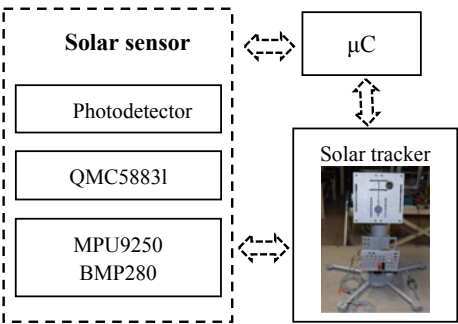 Solar sensor
Photodetector
QMC5883l
MPU9250
BMP280
μC
Solar tracker